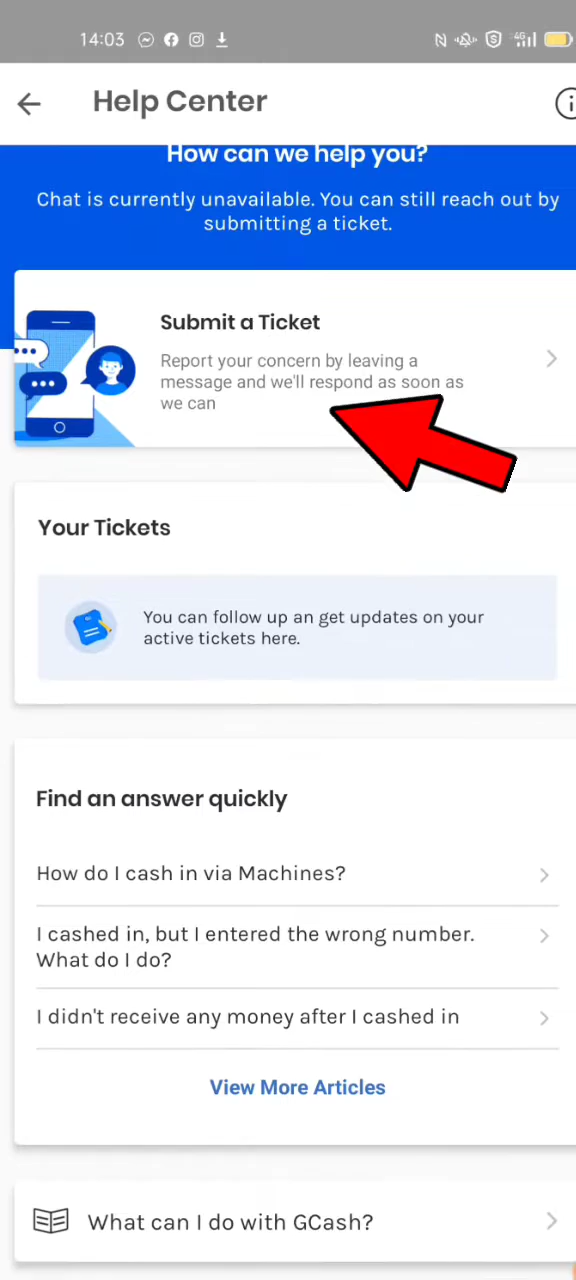 14:03
4G
Help Center
How can we help you?
Chat is currently unavailable. You can still reach out by
submitting a ticket.
Submit a Ticket
Report your concern by leaving a
message and we'll respond as soon as
we can
Your Tickets
You can follow up an get updates on your
active tickets here.
Find an answer quickly
How do I cash in via Machines?
I cashed in, but I entered the wrong number.
What do I do?
I didn't receive any money after I cashed in
View More Articles
What can I do with GCash?